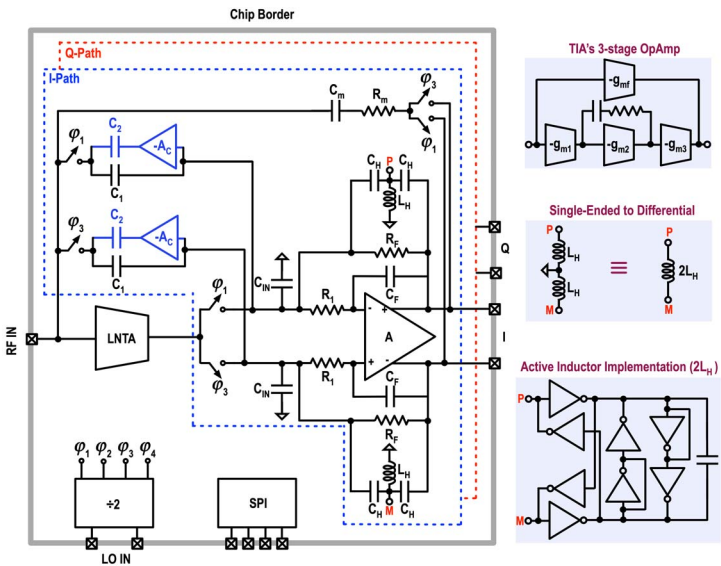 Chip Border
Q-Path
I-Path
φ1
C2
-AC
C1
φ3
C2
-AC
C1
Cm
Rm
φ3
φ1
CH
P
CH
LH
RF
CF
CIN
R1
- +
A
+ -
R1
CIN
CF
RF
LH
CH
M
CH
φ1
φ3
LNTA
RF IN
Q
I
φ1 φ2 φ3 φ4
÷2
LO IN
SPI
TIA's 3-stage OpAmp
-gmf
-gm1
-gm2
-gm3
Single-Ended to Differential
P
LH
LH
M
≡
P
2LH
M
Active Inductor Implementation (2LH)
P
M